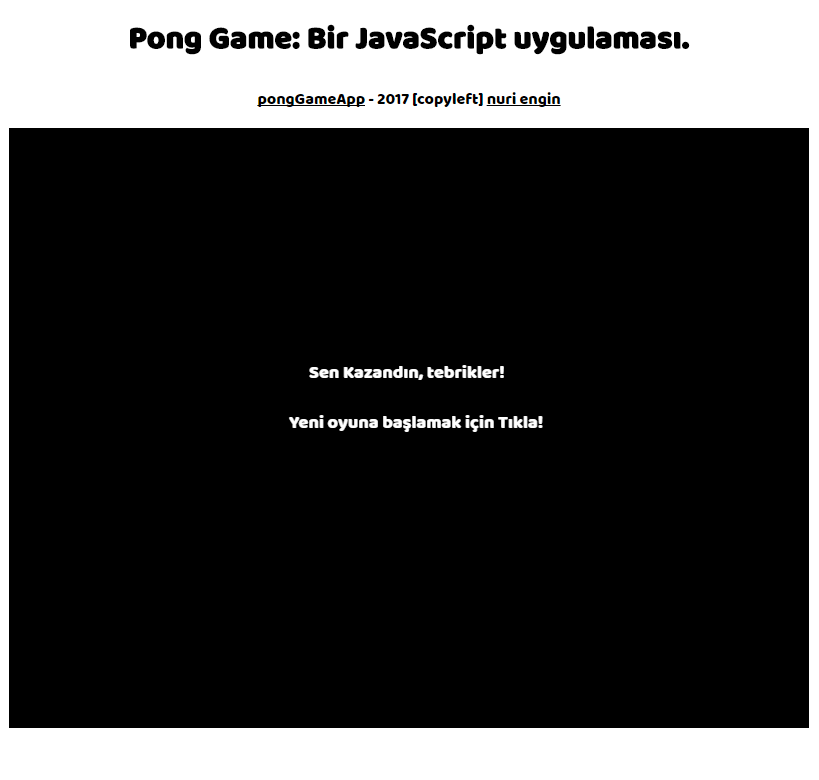 Pong Game: Bir JavaScript uygulaması.
pongGameApp - 2017 [copyleft] nuri engin
Sen Kazandın, tebrikler!
Yeni oyuna başlamak için Tıkla!